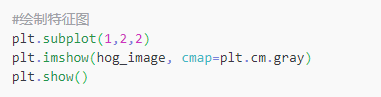 #绘制特征图
plt.subplot(1,2,2)
plt.imshow(hog_image, cmap=plt.cm.gray)
plt.show()